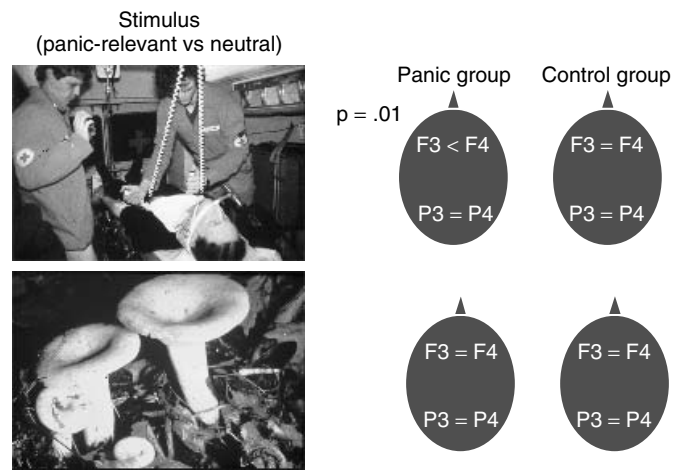 Stimulus
(panic-relevant vs neutral)
Panic group
Control group
p = .01
F3 < F4
F3 = F4
P3 = P4
P3 = P4
F3 = F4
F3 = F4
P3 = P4
P3 = P4